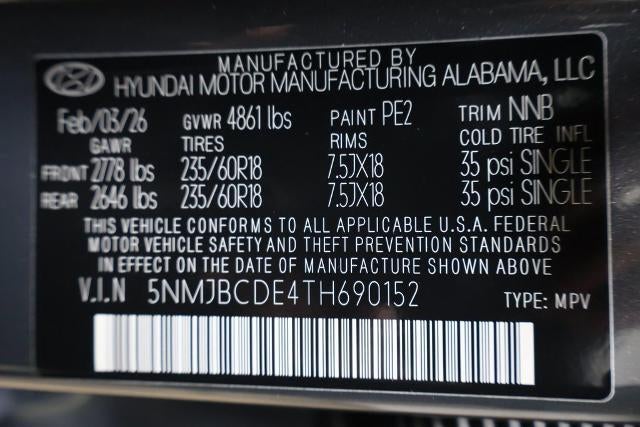 MANUFACTURED BY
HYUNDAI MOTOR MANUFACTURING ALABAMA, LLC
Feb/03/26 GVWR 4861 lbs PAINT PE2 TRIM NNB
GAWR TIRES RIMS COLD TIRE INFL
FRONT 2778 lbs 235/60R18 7.5JX18 35 psi SINGLE
REAR 2646 lbs 235/60R18 7.5JX18 35 psi SINGLE
THIS VEHICLE CONFORMS TO ALL APPLICABLE U.S.A. FEDERAL
MOTOR VEHICLE SAFETY AND THEFT PREVENTION STANDARDS
IN EFFECT ON THE DATE OF MANUFACTURE SHOWN ABOVE
V.I.N 5NMJBCDE4TH690152 TYPE: MPV